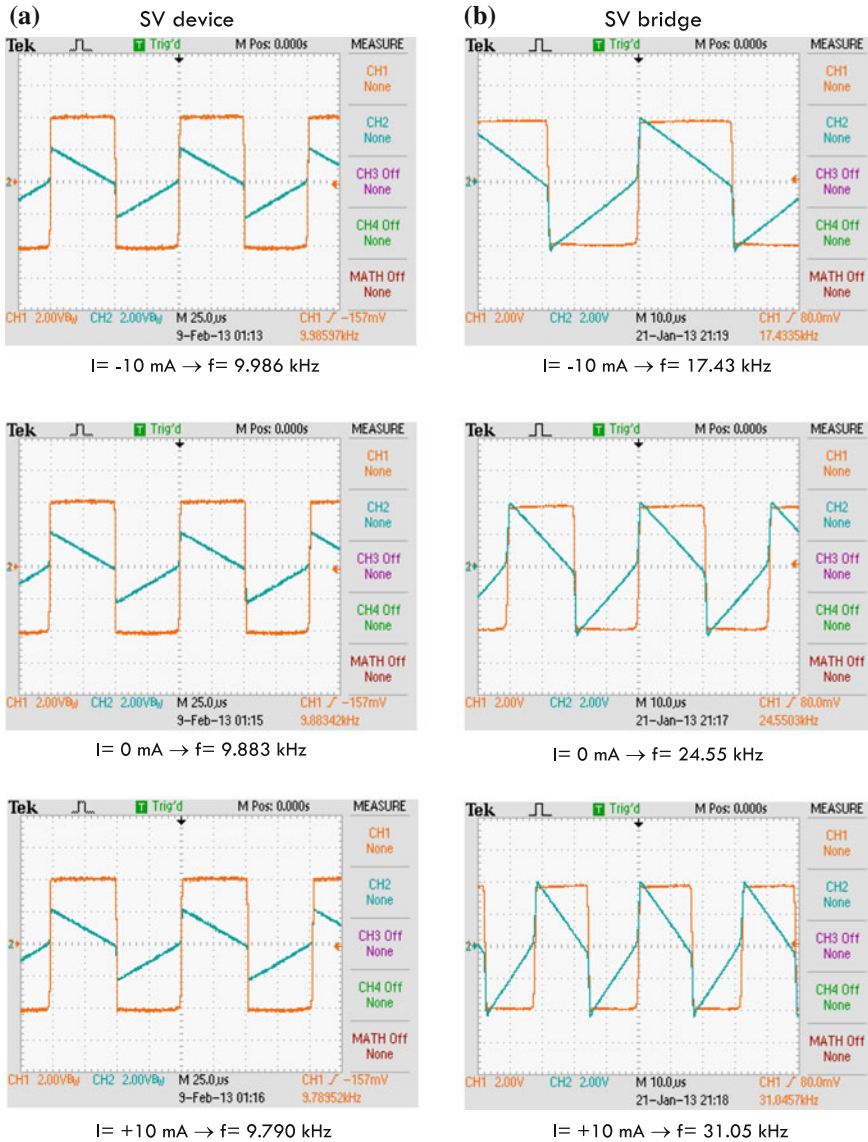 (a) SV device
(b) SV bridge
Tek Trig'd M Pos: 0.000s MEASURE
CH1
None
CH2
None
CH3 Off
None
CH4 Off
None
MATH Off
None
2
CH1 2.00VBW CH2 2.00VBW M 25.0µs CH1 ∕ -157mV
9-Feb-13 01:13 9.98597kHz
I= -10 mA → f= 9.986 kHz
Tek T Trig'd M Pos: 0.000s MEASURE
CH1
None
CH2
None
CH3 Off
None
CH4 Off
None
MATH Off
None
2
CH1 2.00V CH2 2.00V M 10.0µs CH1 ∕ 80.0mV
21-Jan-13 21:19 17.4335kHz
I= -10 mA → f= 17.43 kHz
Tek T Trig'd M Pos: 0.000s MEASURE
CH1
None
CH2
None
CH3 Off
None
CH4 Off
None
MATH Off
None
2
CH1 2.00VBW CH2 2.00VBW M 25.0µs CH1 ∕ -157mV
9-Feb-13 01:15 9.88342kHz
I= 0 mA → f= 9.883 kHz
Tek T Trig'd M Pos: 0.000s MEASURE
CH1
None
CH2
None
CH3 Off
None
CH4 Off
None
MATH Off
None
2
CH1 2.00V CH2 2.00V M 10.0µs CH1 ∕ 80.0mV
21-Jan-13 21:17 24.5503kHz
I= 0 mA → f= 24.55 kHz
Tek T Trig'd M Pos: 0.000s MEASURE
CH1
None
CH2
None
CH3 Off
None
CH4 Off
None
MATH Off
None
2
CH1 2.00VBW CH2 2.00VBW M 25.0µs CH1 ∕ -157mV
9-Feb-13 01:16 9.78952kHz
I= +10 mA → f= 9.790 kHz
Tek T Trig'd M Pos: 0.000s MEASURE
CH1
None
CH2
None
CH3 Off
None
CH4 Off
None
MATH Off
None
2
CH1 2.00V CH2 2.00V M 10.0µs CH1 ∕ 80.0mV
21-Jan-13 21:18 31.0457kHz
I= +10 mA → f= 31.05 kHz